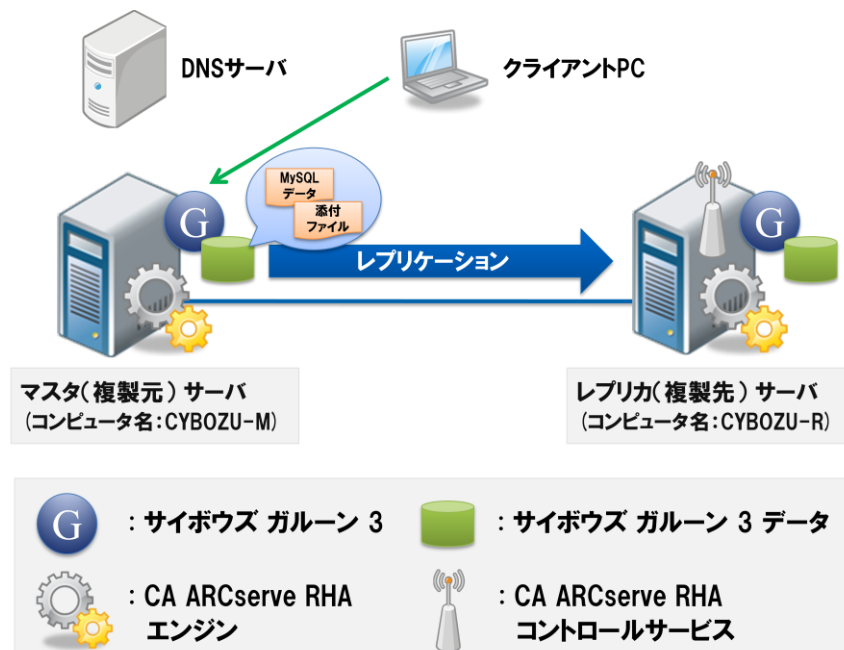 DNSサーバ
クライアントPC
MySQL
データ
添付
ファイル
G
G
レプリケーション
マスタ(複製元)サーバ
(コンピュータ名:CYBOZU-M)
レプリカ(複製先)サーバ
(コンピュータ名:CYBOZU-R)
G
:サイボウズ ガルーン 3
:サイボウズ ガルーン 3 データ
:CA ARCserve RHA
エンジン
:CA ARCserve RHA
コントロールサービス